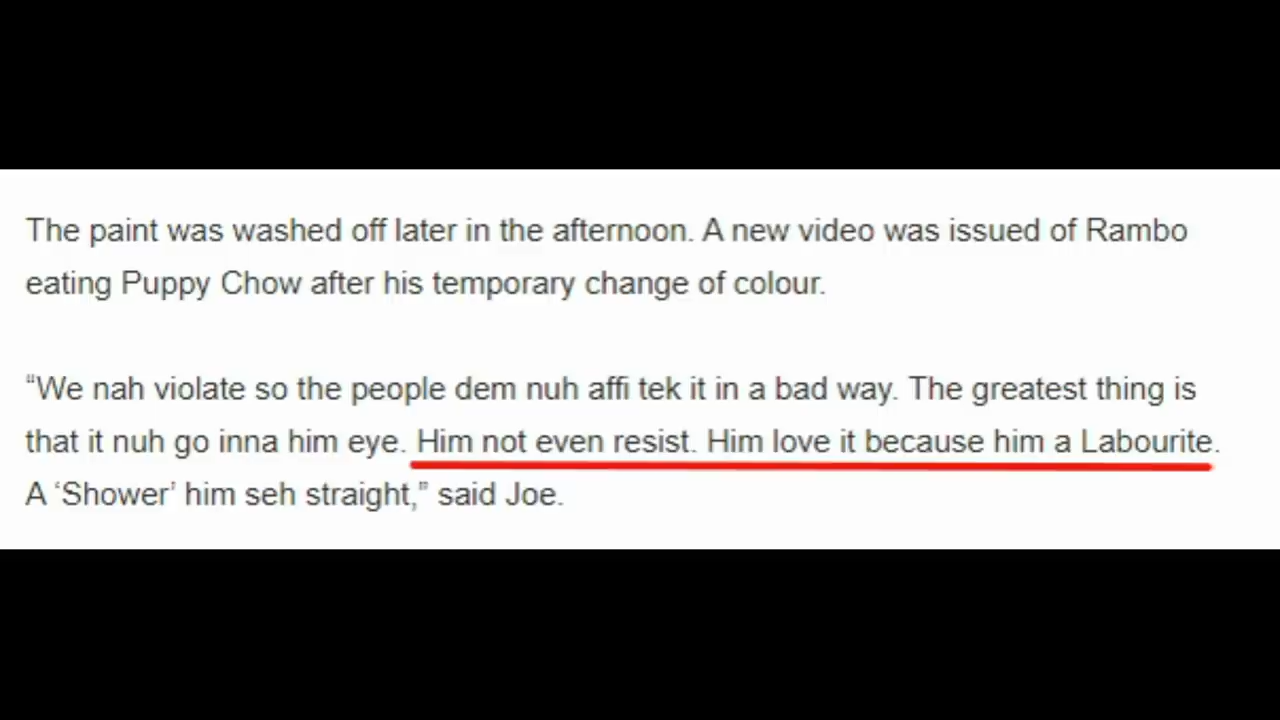 The paint was washed off later in the afternoon. A new video was issued of Rambo
eating Puppy Chow after his temporary change of colour.
“We nah violate so the people dem nuh affi tek it in a bad way. The greatest thing is
that it nuh go inna him eye. Him not even resist. Him love it because him a Labourite.
A ‘Shower’ him seh straight,” said Joe.